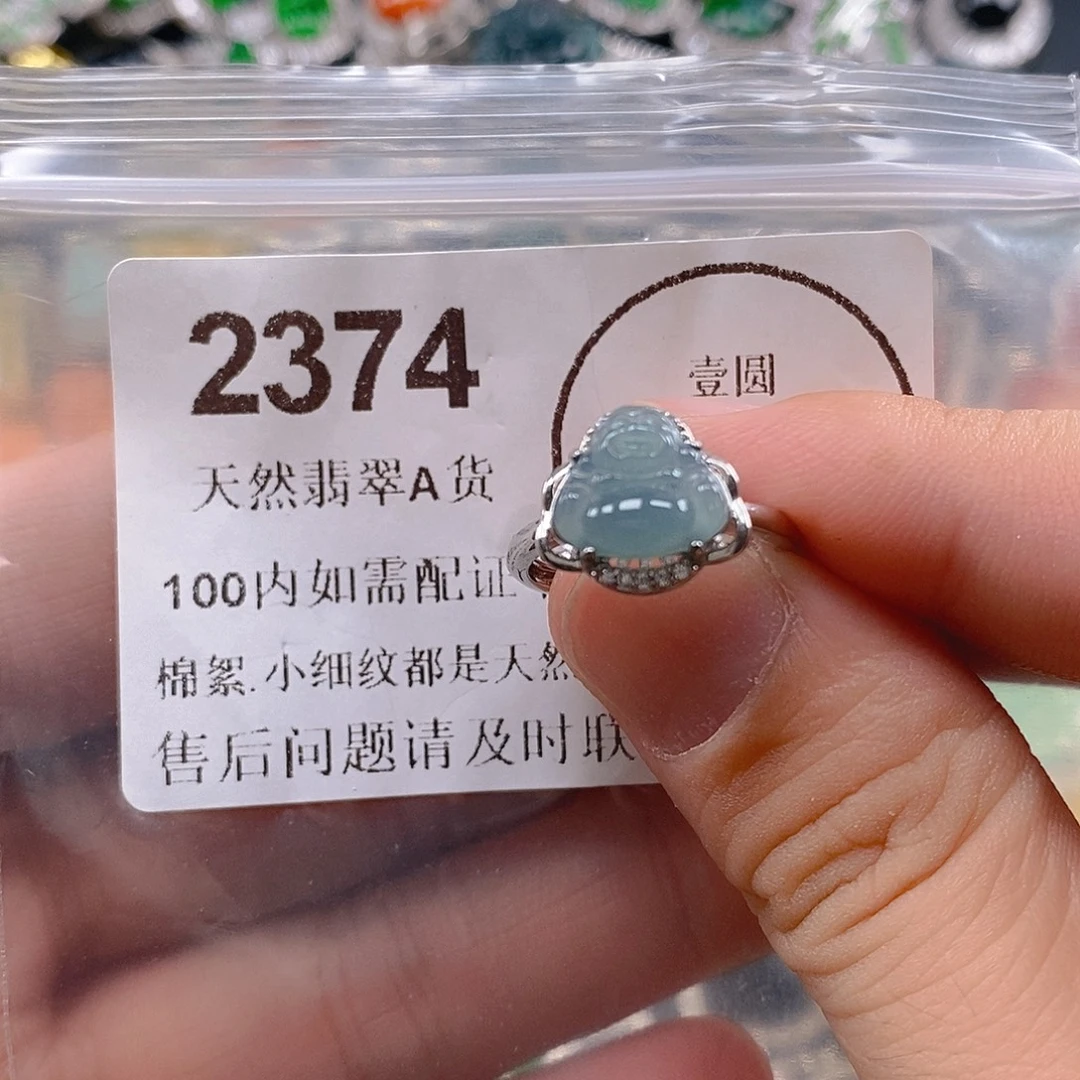 2374
壹圆
天然翡翠A货
100内如需配证
棉絮.小细纹都是天然
售后问题请及时联